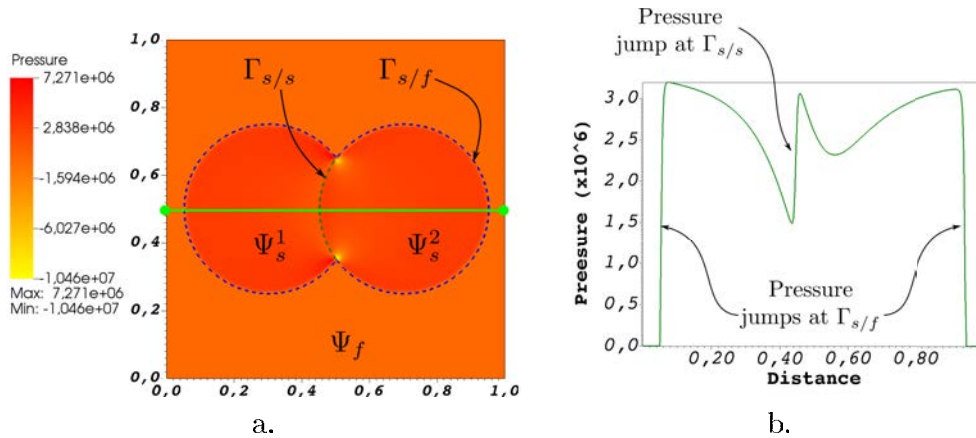 Pressure
7,271e+06
2.838e+06
-1,594e+06
-6,027e+06
-1,046e+07
Max: 7,271e+06
Min: -1,046e+07
1,0
0,8
0,6
0,4
0,2
0,0
0,0 0,2 0,4 0,6 0,8 1,0
Γs/s
Γs/f
Ψs1
Ψs2
Ψf
a.
Pressure
jump at Γs/s
3,0
2,5
2,0
1,5
1,0
0,5
0,0
Preesure (x10^6)
Pressure
jumps at Γs/f
0,20 0,40 0,60 0,80
Distance
b.